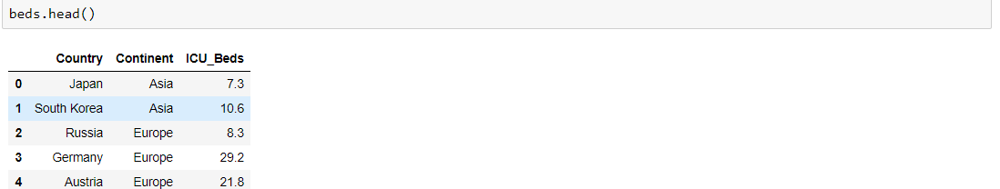 beds.head()
Country Continent ICU_Beds
0 Japan Asia 7.3
1 South Korea Asia 10.6
2 Russia Europe 8.3
3 Germany Europe 29.2
4 Austria Europe 21.8